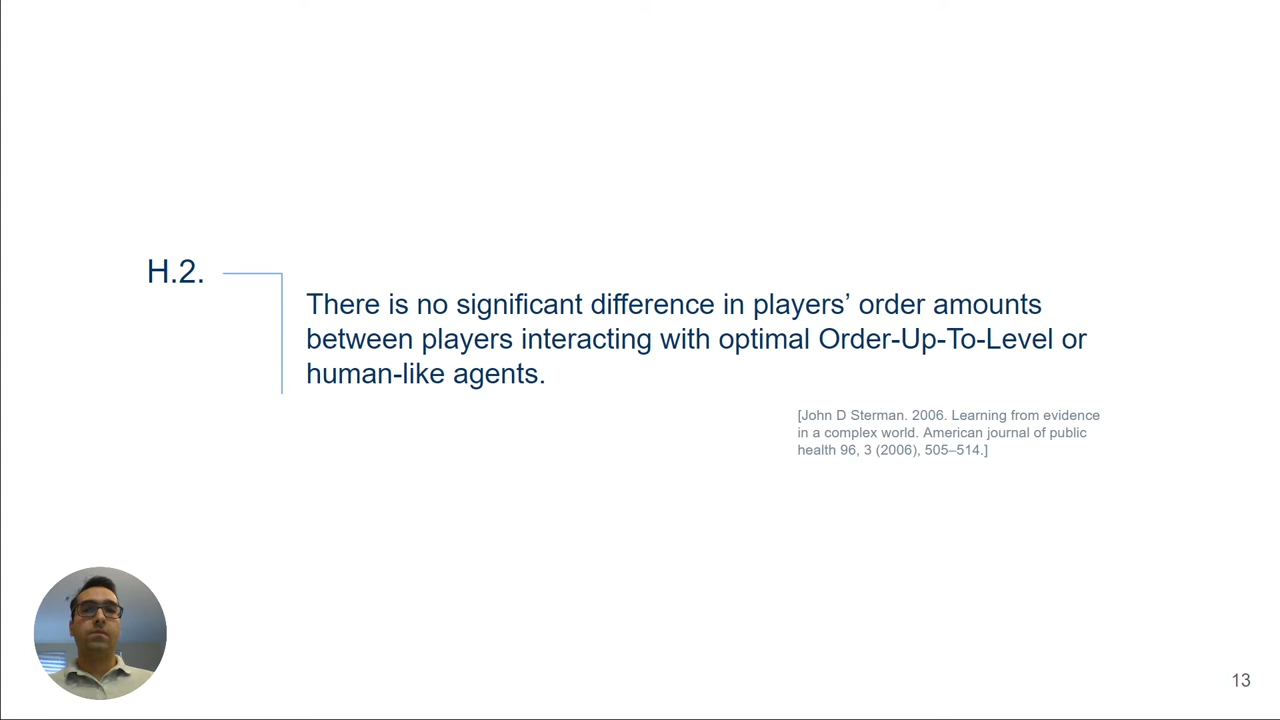 H.2.
There is no significant difference in players’ order amounts
between players interacting with optimal Order-Up-To-Level or
human-like agents.
[John D Sterman. 2006. Learning from evidence
in a complex world. American journal of public
health 96, 3 (2006), 505–514.]
13